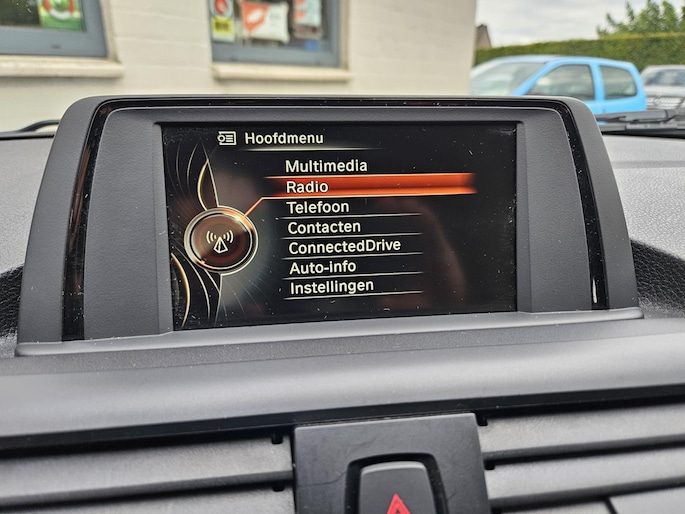 Hoofdmenu
Multimedia
Radio
Telefoon
Contacten
ConnectedDrive
Auto-info
Instellingen